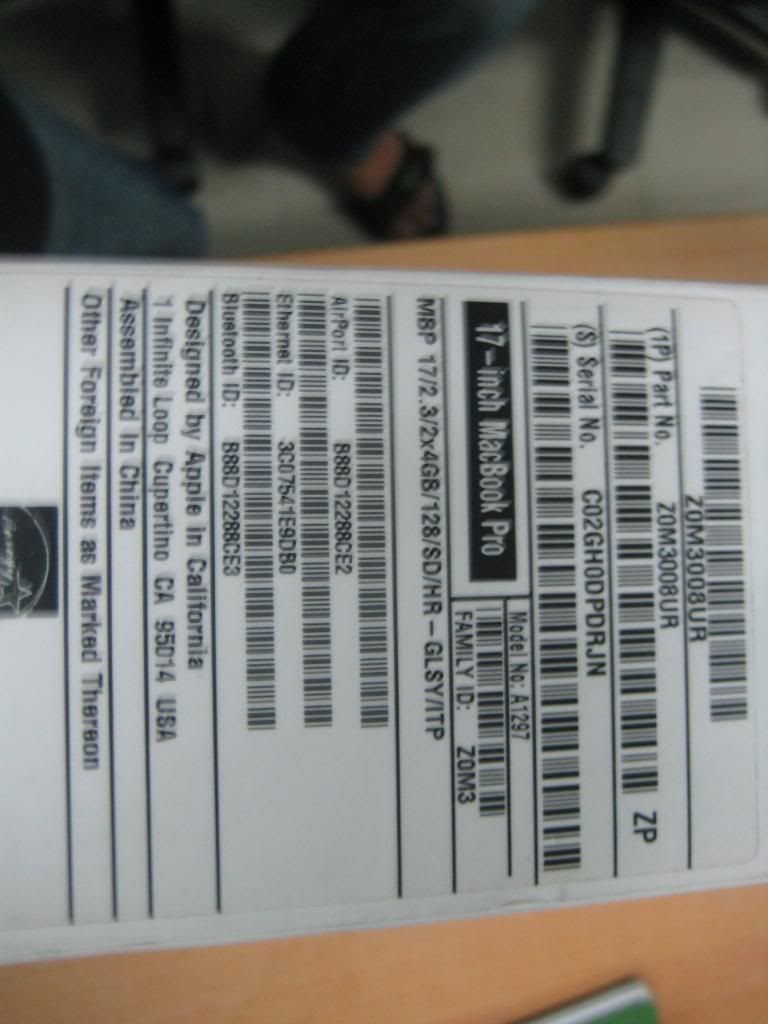 Z0M3008UR
(1P) Part No. Z0M3008UR ZP
(S) Serial No. C02GH0DPDRJN
17-inch MacBook Pro
Model No: A1297
FAMILY ID: Z0M3
MBP 17/2.3/2x4GB/128/SD/HR-GLSY/ITP
AirPort ID: B88D12288CE2
Ethernet ID: 3C07541E9DB0
Bluetooth ID: B88D12288CE3
Designed by Apple in California
1 Infinite Loop Cupertino CA 95014 USA
Assembled In China
Other Foreign Items as Marked Thereon
energy